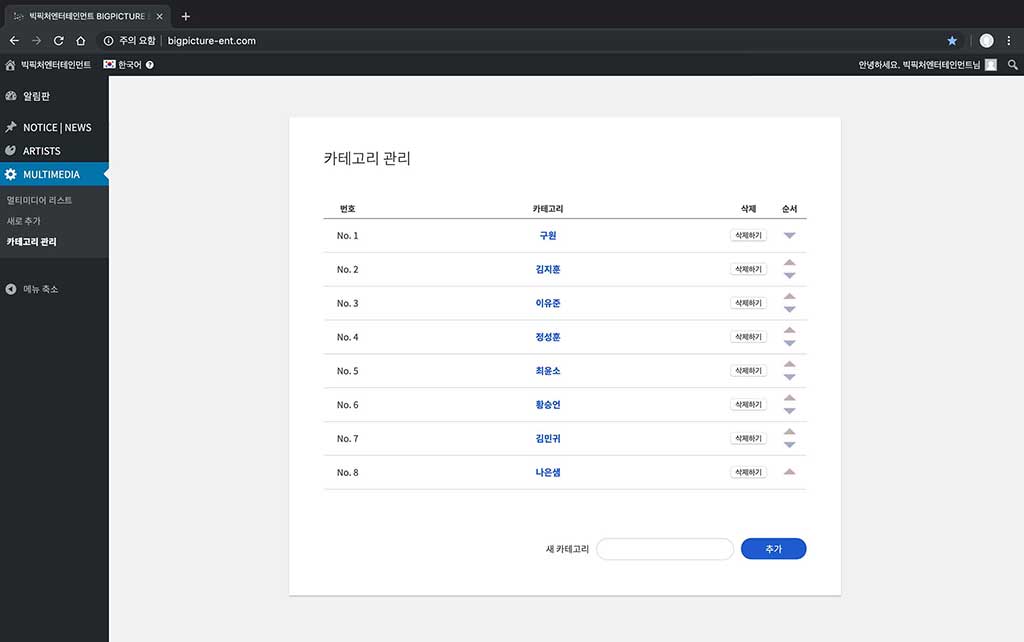 빅픽처엔터테인먼트 BIGPICTURE
주의 요함 bigpicture-ent.com
빅픽처엔터테인먼트 한국어 안녕하세요, 빅픽처엔터테인먼트님
알림판
NOTICE | NEWS
ARTISTS
MULTIMEDIA
멀티미디어 리스트
새로 추가
카테고리 관리
메뉴 축소
카테고리 관리
번호 카테고리 삭제 순서
No. 1 구원 삭제하기
No. 2 김지훈 삭제하기
No. 3 이유준 삭제하기
No. 4 정성훈 삭제하기
No. 5 최윤소 삭제하기
No. 6 황승언 삭제하기
No. 7 김민귀 삭제하기
No. 8 나은샘 삭제하기
새 카테고리 추가